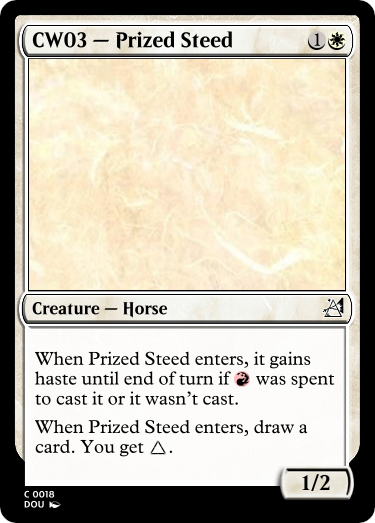 CW03 — Prized Steed 1
Creature — Horse
When Prized Steed enters, it gains
haste until end of turn if was spent
to cast it or it wasn't cast.
When Prized Steed enters, draw a
card. You get △.
1/2
C 0018
DOU